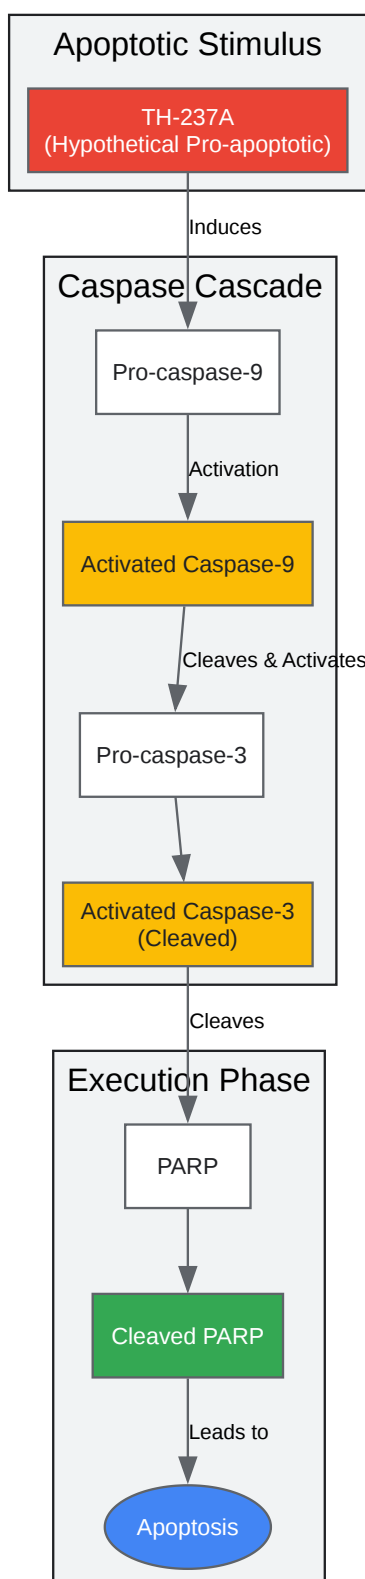 Apoptotic Stimulus
TH-237A
(Hypothetical Pro-apoptotic)
Induces
Caspase Cascade
Pro-caspase-9
Activation
Activated Caspase-9
Cleaves & Activates
Pro-caspase-3
Activated Caspase-3
(Cleaved)
Cleaves
Execution Phase
PARP
Cleaved PARP
Leads to
Apoptosis